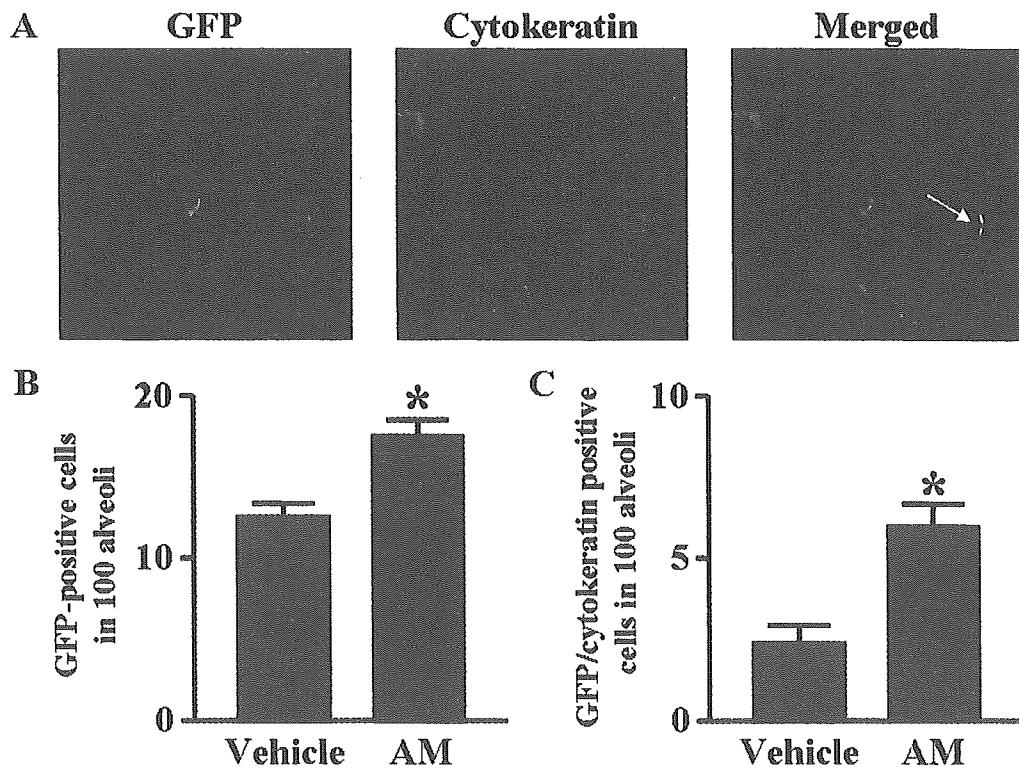 A
GFP
Cytokeratin
Merged
B
GFP-positive cells
in 100 alveoli
20
10
0
*
Vehicle
AM
C
GFP/cytokeratin positive
cells in 100 alveoli
10
5
0
*
Vehicle
AM